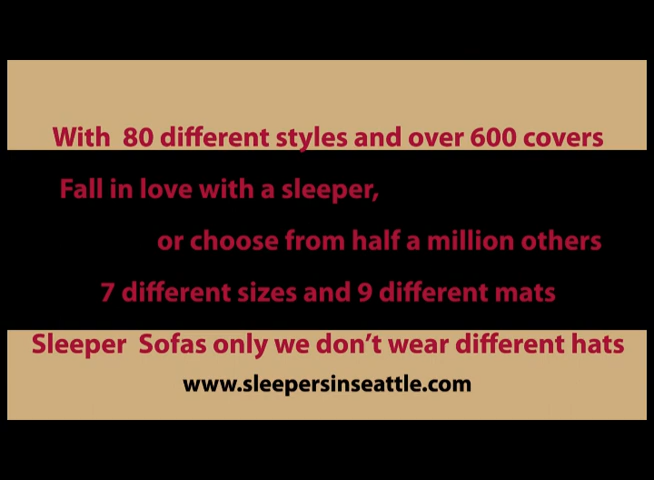 With 80 different styles and over 600 covers
Fall in love with a sleeper,
or choose from half a million others
7 different sizes and 9 different mats
Sleeper Sofas only we don't wear different hats
www.sleepersinseattle.com